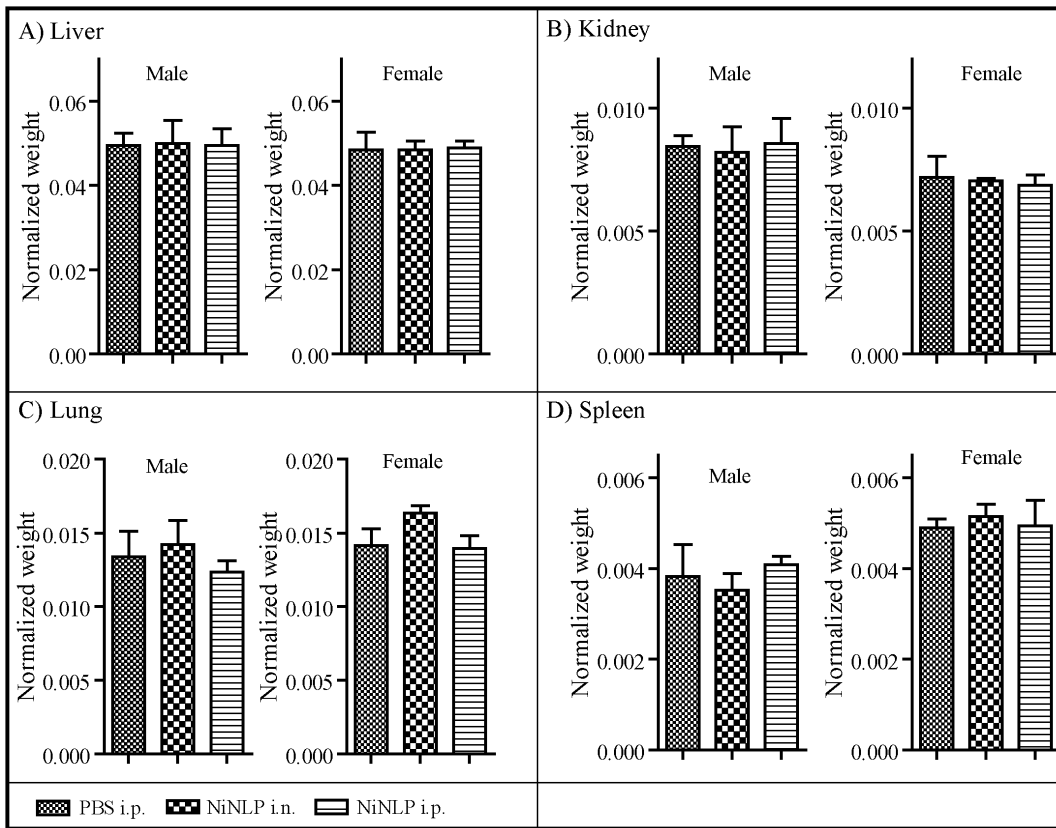 A) Liver
Male
Normalized weight
0.06
0.04
0.02
0.00
Female
Normalized weight
0.06
0.04
0.02
0.00
B) Kidney
Male
Normalized weight
0.010
0.005
0.000
Female
Normalized weight
0.010
0.005
0.000
C) Lung
Male
Normalized weight
0.020
0.015
0.010
0.005
0.000
Female
Normalized weight
0.020
0.015
0.010
0.005
0.000
D) Spleen
Male
Normalized weight
0.006
0.004
0.002
0.000
Female
Normalized weight
0.006
0.004
0.002
0.000
PBS i.p. NiNLP i.n. NiNLP i.p.